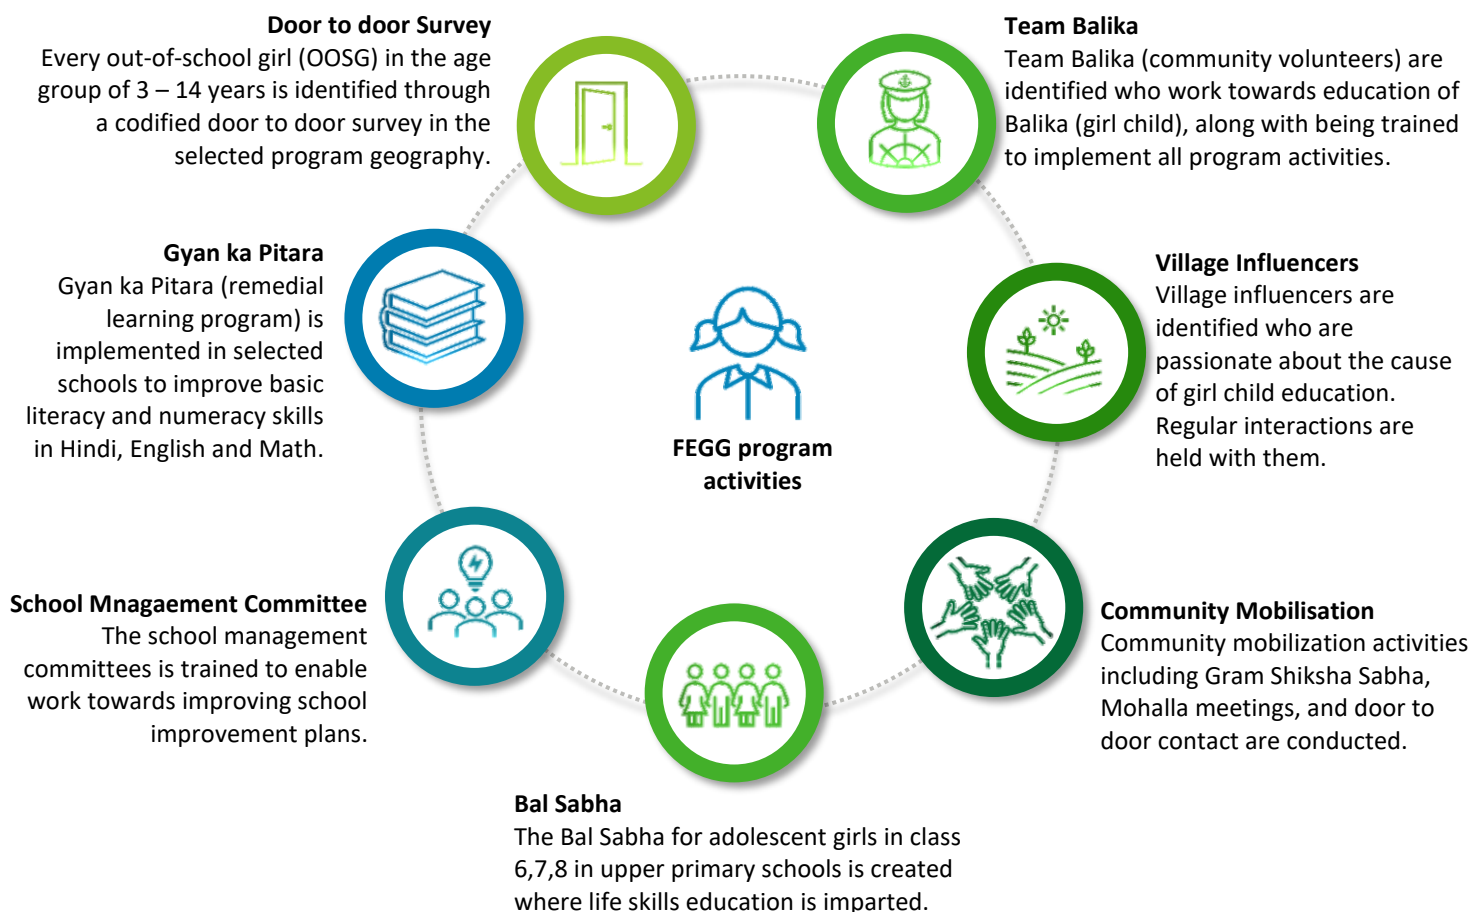 Door to door Survey
Every out-of-school girl (OOSG) in the age
group of 3 – 14 years is identified through
a codified door to door survey in the
selected program geography.
Team Balika
Team Balika (community volunteers) are
identified who work towards education of
Balika (girl child), along with being trained
to implement all program activities.
Gyan ka Pitara
Gyan ka Pitara (remedial
learning program) is
implemented in selected
schools to improve basic
literacy and numeracy skills
in Hindi, English and Math.
Village Influencers
Village influencers are
identified who are
passionate about the cause
of girl child education.
Regular interactions are
held with them.
FEGG program
activities
School Mnagaement Committee
The school management
committees is trained to enable
work towards improving school
improvement plans.
Community Mobilisation
Community mobilization activities
including Gram Shiksha Sabha,
Mohalla meetings, and door to
door contact are conducted.
Bal Sabha
The Bal Sabha for adolescent girls in class
6,7,8 in upper primary schools is created
where life skills education is imparted.